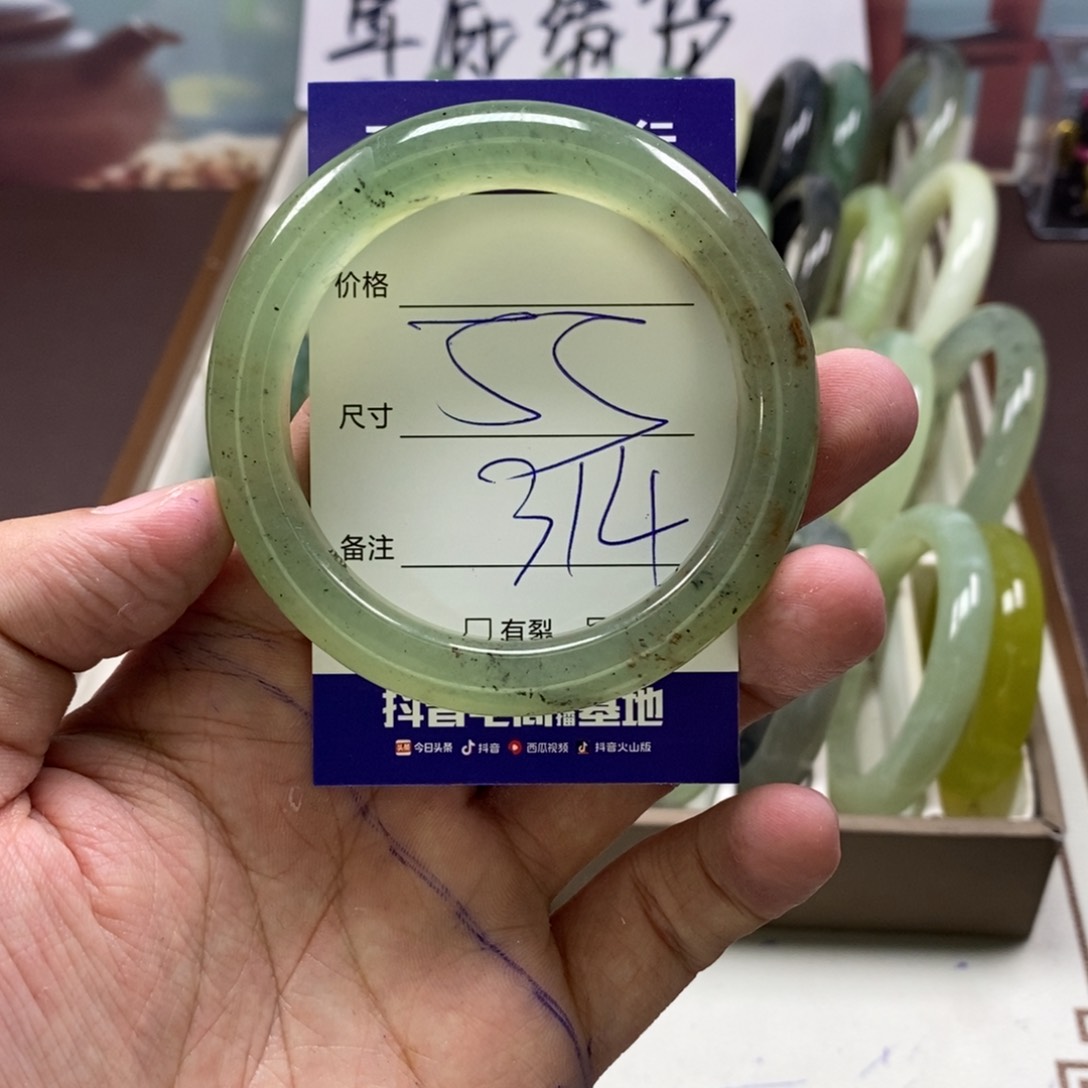 行
价格
尺寸 55
314
备注
有裂
抖音电商直播基地
今日头条 抖音 西瓜视频 抖音火山版